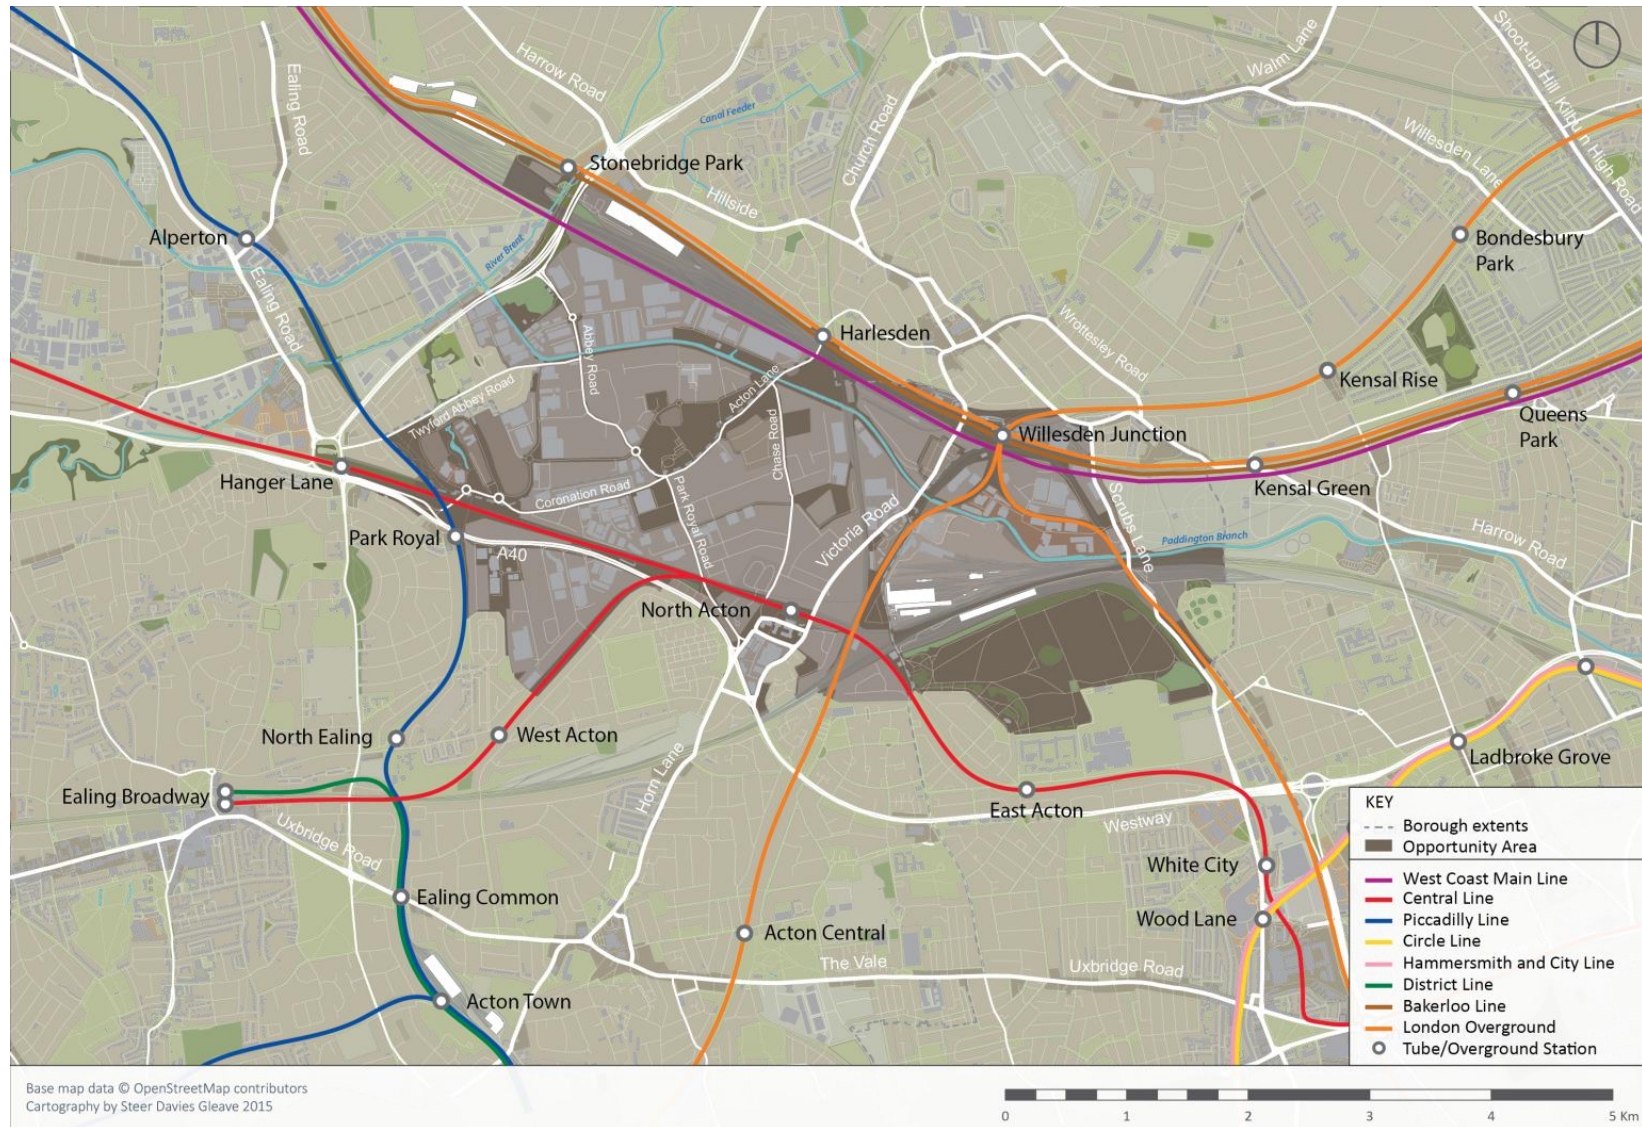 Harrow Road
Ealing Road
Canal Feeder
Church Road
Walm Lane
Shoot-up Hill
Kilburn High Road
Willesden Lane
Stonebridge Park
Hillside
Alperton
River Brent
Ealing Road
Bondesbury
Park
Harlesden
Wrottesley Road
Abbey Road
Acton Lane
Kensal Rise
Twyford Abbey Road
Chase Road
Queens
Park
Willesden Junction
Hanger Lane
Coronation Road
Park Royal Road
Kensal Green
Scrubs Lane
Victoria Road
Harrow Road
Park Royal
A40
Paddington Branch
North Acton
North Ealing
West Acton
Horn Lane
Ladbroke Grove
Ealing Broadway
Uxbridge Road
East Acton
Westway
White City
Ealing Common
Wood Lane
Acton Central
The Vale
Uxbridge Road
Acton Town
KEY
Borough extents
Opportunity Area
West Coast Main Line
Central Line
Piccadilly Line
Circle Line
Hammersmith and City Line
District Line
Bakerloo Line
London Overground
Tube/Overground Station
Base map data © OpenStreetMap contributors
Cartography by Steer Davies Gleave 2015
0 1 2 3 4 5 Km